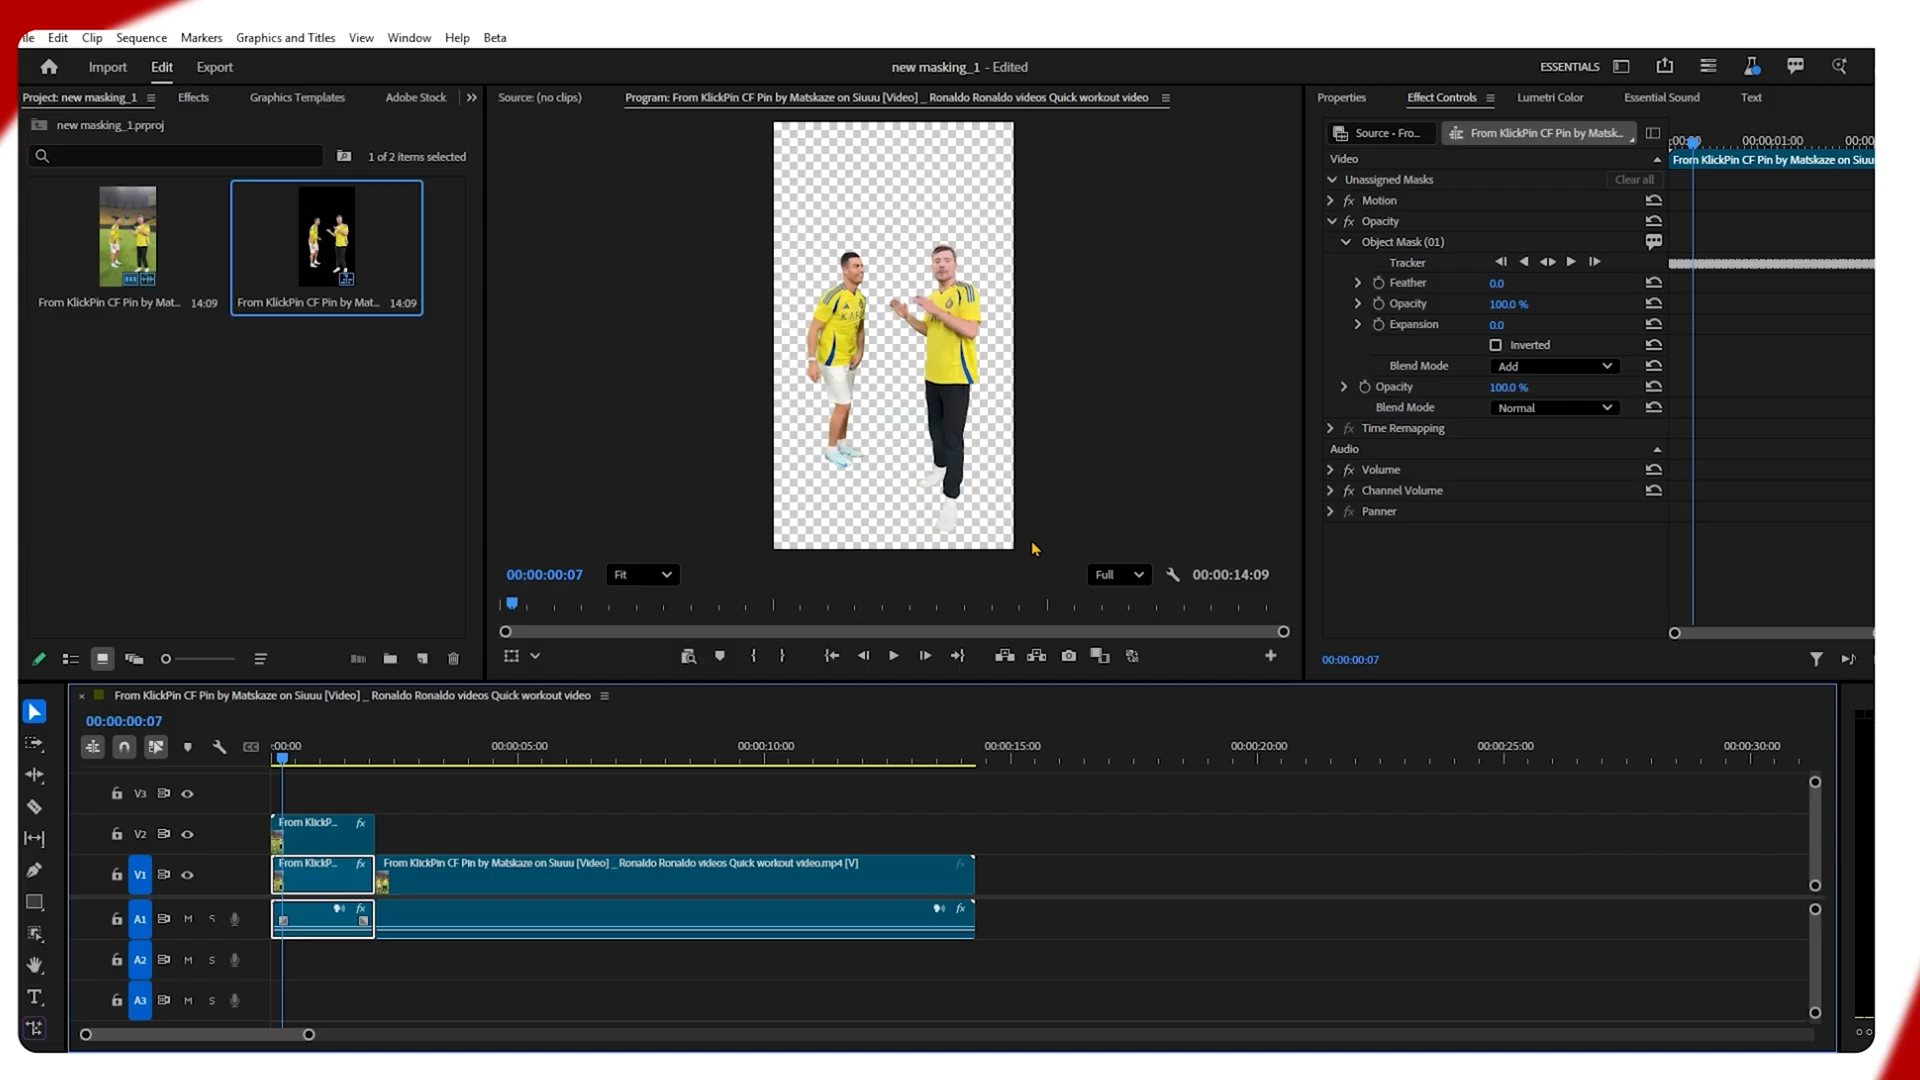 ile Edit Clip Sequence Markers Graphics and Titles View Window Help Beta
Import Edit Export
new masking_1 - Edited
ESSENTIALS
Project: new masking_1
Effects
Graphics Templates
Adobe Stock
new masking_1.prproj
1 of 2 items selected
From KlickPin CF Pin by Mat... 14:09
From KlickPin CF Pin by Mat... 14:09
Source: (no clips)
Program: From KlickPin CF Pin by Matskaze on Siuuu [Video] _ Ronaldo Ronaldo videos Quick workout video
00:00:00:07
Fit
Full
00:00:14:09
Properties
Effect Controls
Lumetri Color
Essential Sound
Text
Source - Fro...
From KlickPin CF Pin by Matsk...
00:00:01:00
From KlickPin CF Pin by Matskaze on Siuu
Video
Unassigned Masks
Clear all
fx Motion
fx Opacity
Object Mask (01)
Tracker
Feather 0.0
Opacity 100.0 %
Expansion 0.0
Inverted
Blend Mode Add
Opacity 100.0 %
Blend Mode Normal
fx Time Remapping
Audio
fx Volume
fx Channel Volume
fx Panner
00:00:00:07
From KlickPin CF Pin by Matskaze on Siuuu [Video] _ Ronaldo Ronaldo videos Quick workout video
00:00:00:07
CC
:00:00 00:00:05:00 00:00:10:00 00:00:15:00 00:00:20:00 00:00:25:00 00:00:30:00
V3
V2
From KlickP... fx
V1
From KlickP... fx
From KlickPin CF Pin by Matskaze on Siuuu [Video] _ Ronaldo Ronaldo videos Quick workout video.mp4 [V] fx
A1 M S
fx
fx
A2 M S
A3 M S